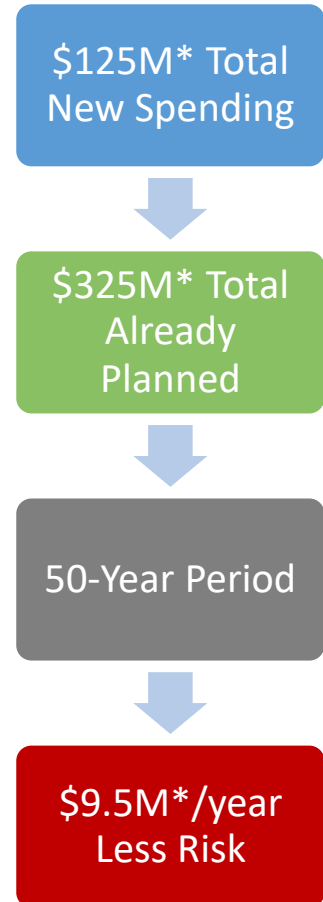 $125M* Total
New Spending
$325M* Total
Already
Planned
50-Year Period
$9.5M*/year
Less Risk